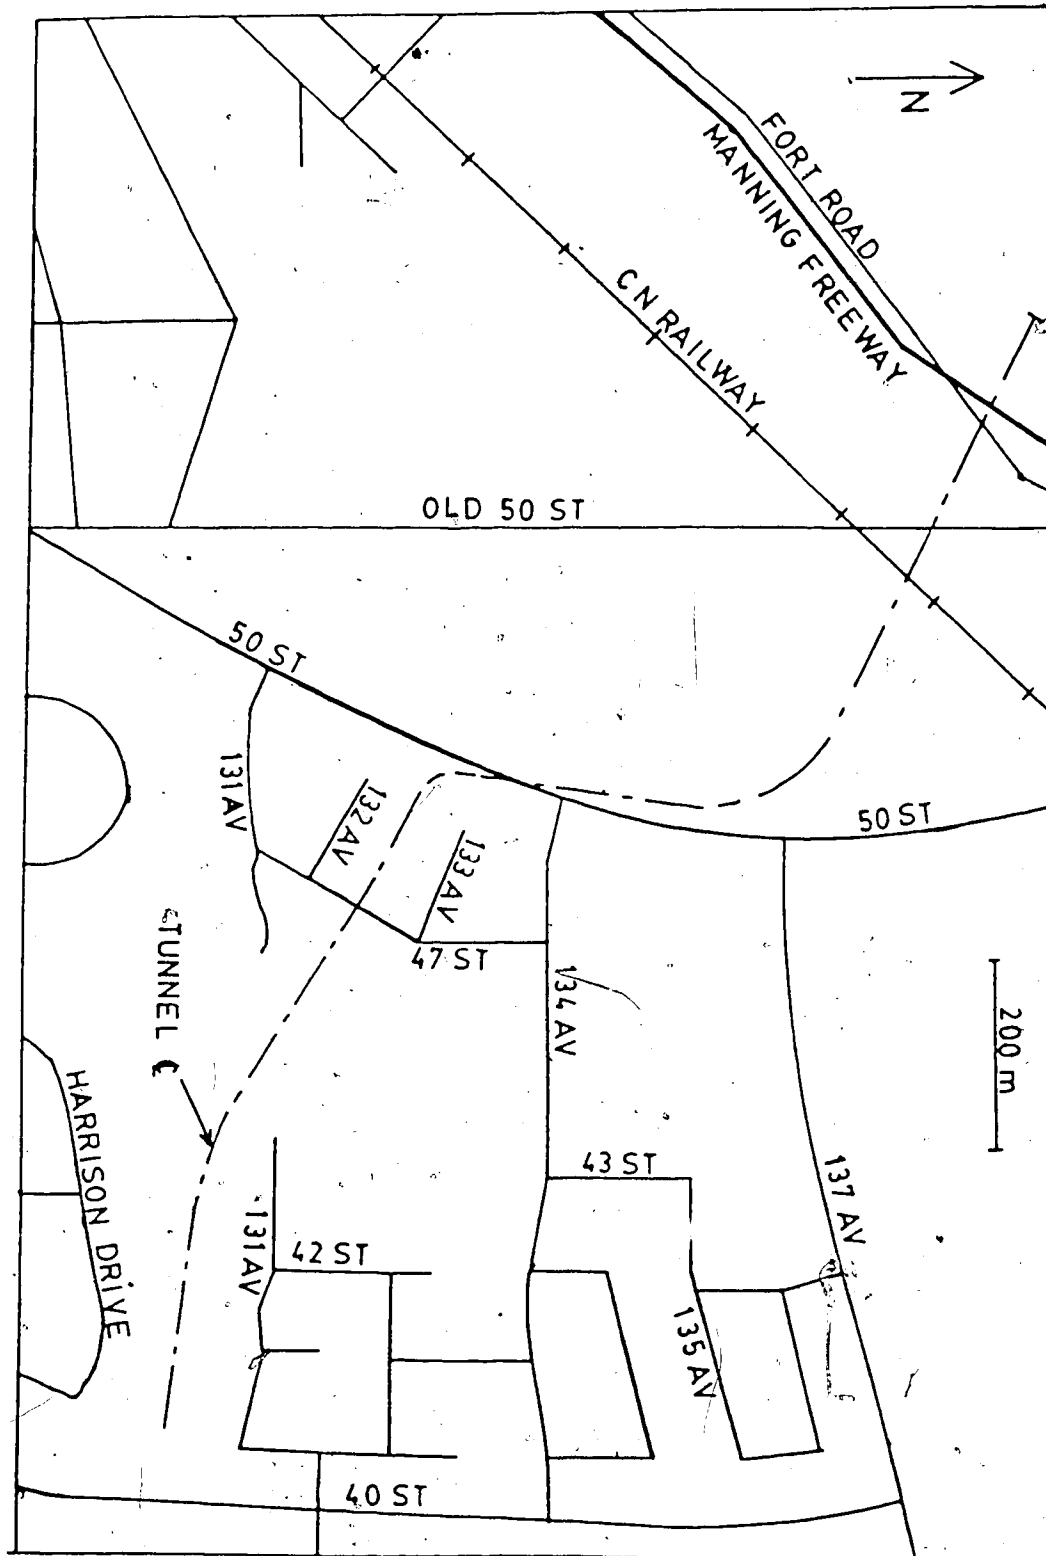 N
FORT ROAD
MANNING FREEWAY
CN RAILWAY
OLD 50 ST
50 ST
131 AV
132 AV
133 AV
50 ST
47 ST
134 AV
200 m
TUNNEL ℄
HARRISON DRIVE
43 ST
137 AV
131 AV
42 ST
135 AV
40 ST